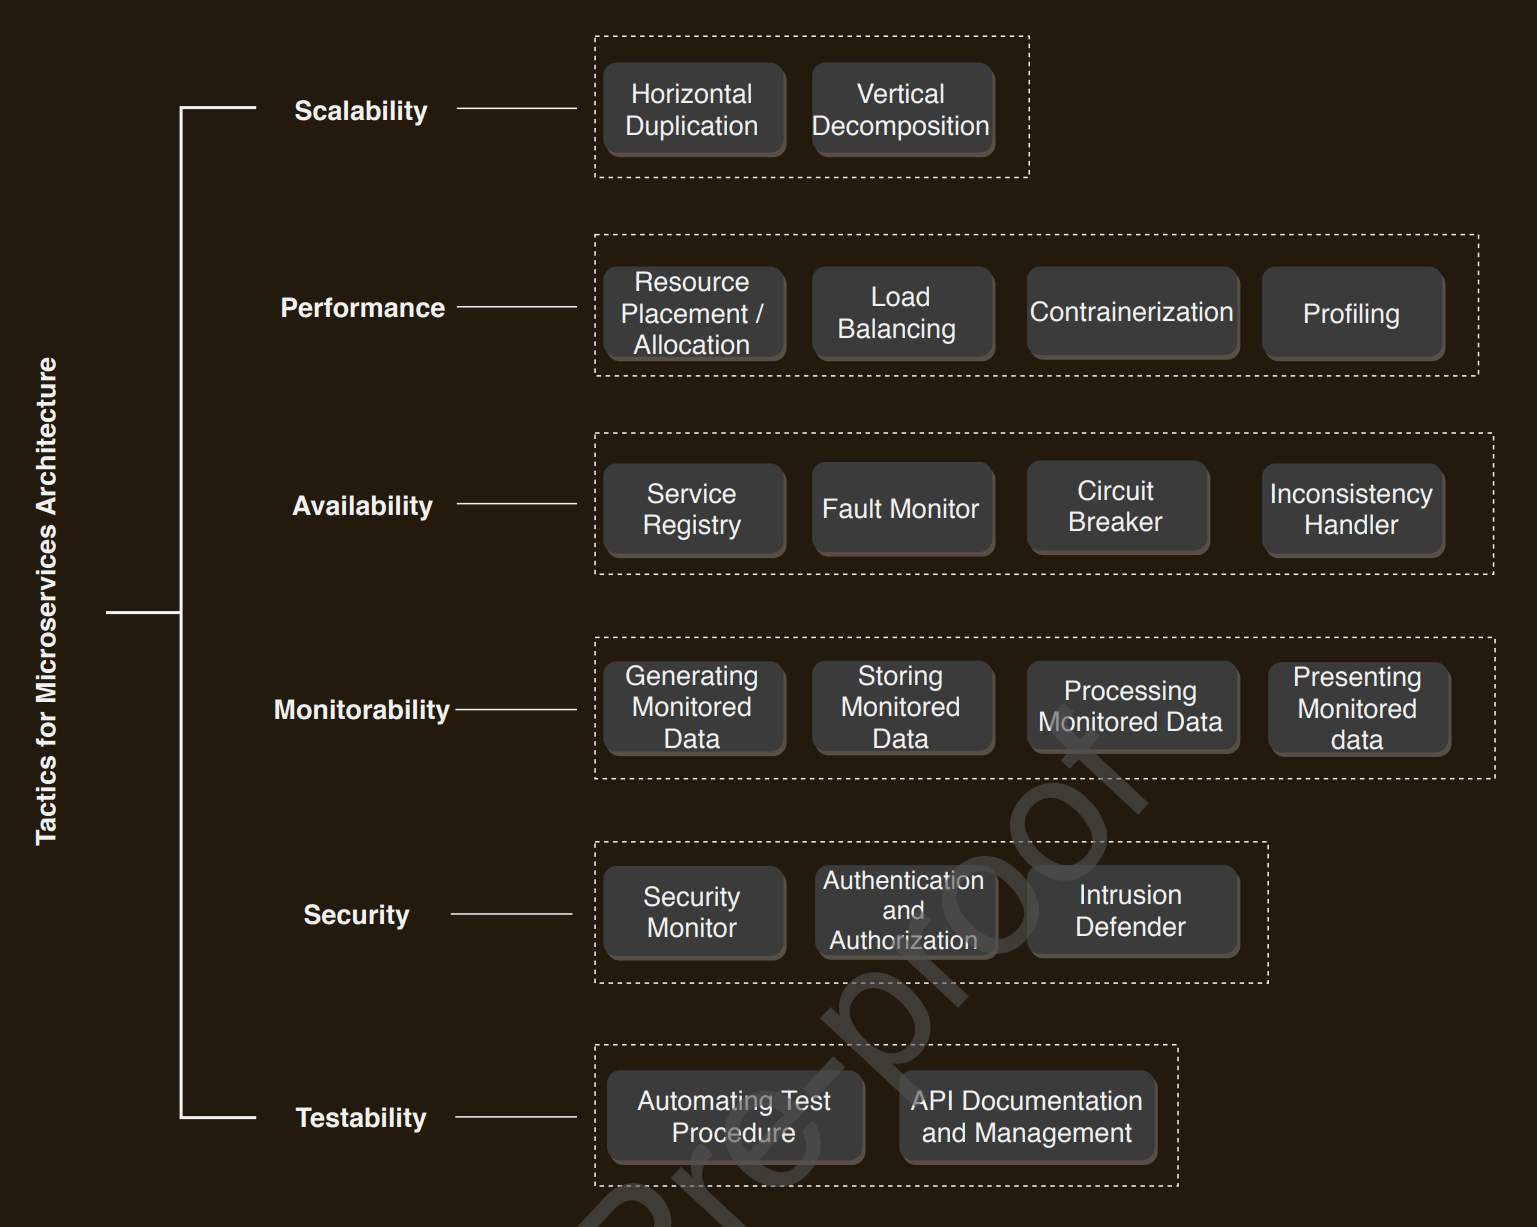 Tactics for Microservices Architecture
Scalability
Horizontal
Duplication
Vertical
Decomposition
Performance
Resource
Placement /
Allocation
Load
Balancing
Contrainerization
Profiling
Availability
Service
Registry
Fault Monitor
Circuit
Breaker
Inconsistency
Handler
Monitorability
Generating
Monitored
Data
Storing
Monitored
Data
Processing
Monitored Data
Presenting
Monitored
data
Security
Security
Monitor
Authentication
and
Authorization
Intrusion
Defender
Testability
Automating Test
Procedure
API Documentation
and Management
Pre-proof